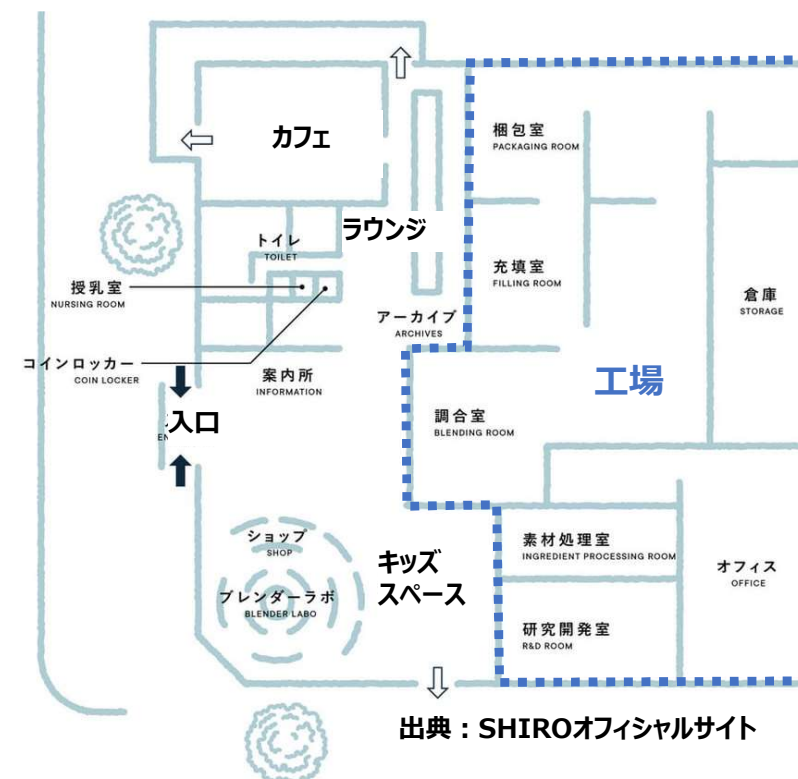 カフェ
梱包室
PACKAGING ROOM
トイレ
TOILET
ラウンジ
授乳室
NURSING ROOM
充填室
FILLING ROOM
倉庫
STORAGE
アーカイブ
ARCHIVES
コインロッカー
COIN LOCKER
案内所
INFORMATION
工場
入口
調合室
BLENDING ROOM
ショップ
SHOP
ブレンダーラボ
BLENDER LABO
キッズ
スペース
素材処理室
INGREDIENT PROCESSING ROOM
オフィス
OFFICE
研究開発室
R&D ROOM
出典：SHIROオフィシャルサイト